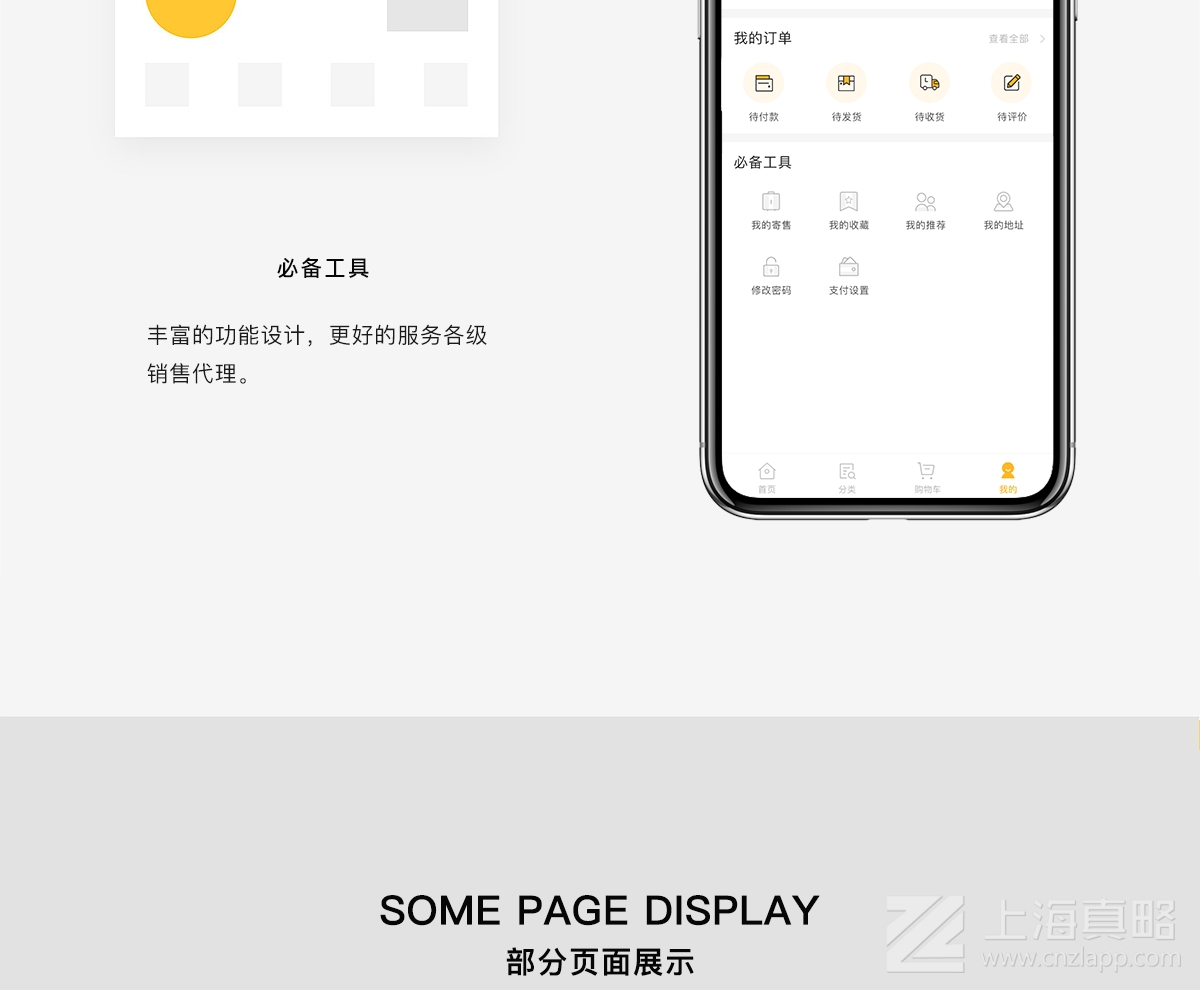 我的订单 查看全部
待付款 待发货 待收货 待评价
必备工具
我的寄售 我的收藏 我的推荐 我的地址
修改密码 支付设置
首页 分类 购物车 我的
必备工具
丰富的功能设计，更好的服务各级
销售代理。
SOME PAGE DISPLAY
部分页面展示
上海真略
www.cnzlapp.com